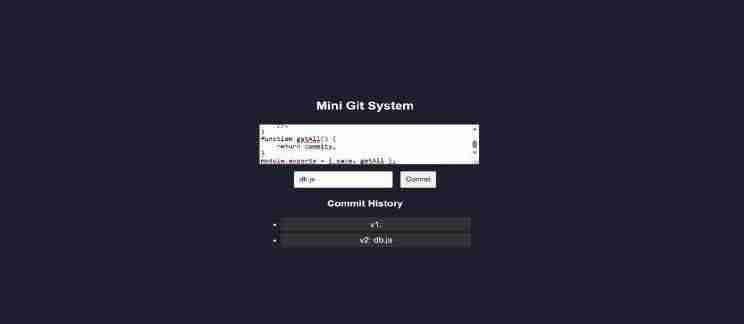 Mini Git System
}
function getAll() {
return commits;
}
module.exports = { save, getAll };
db.js
Commit
Commit History
v1:
v2: db.js